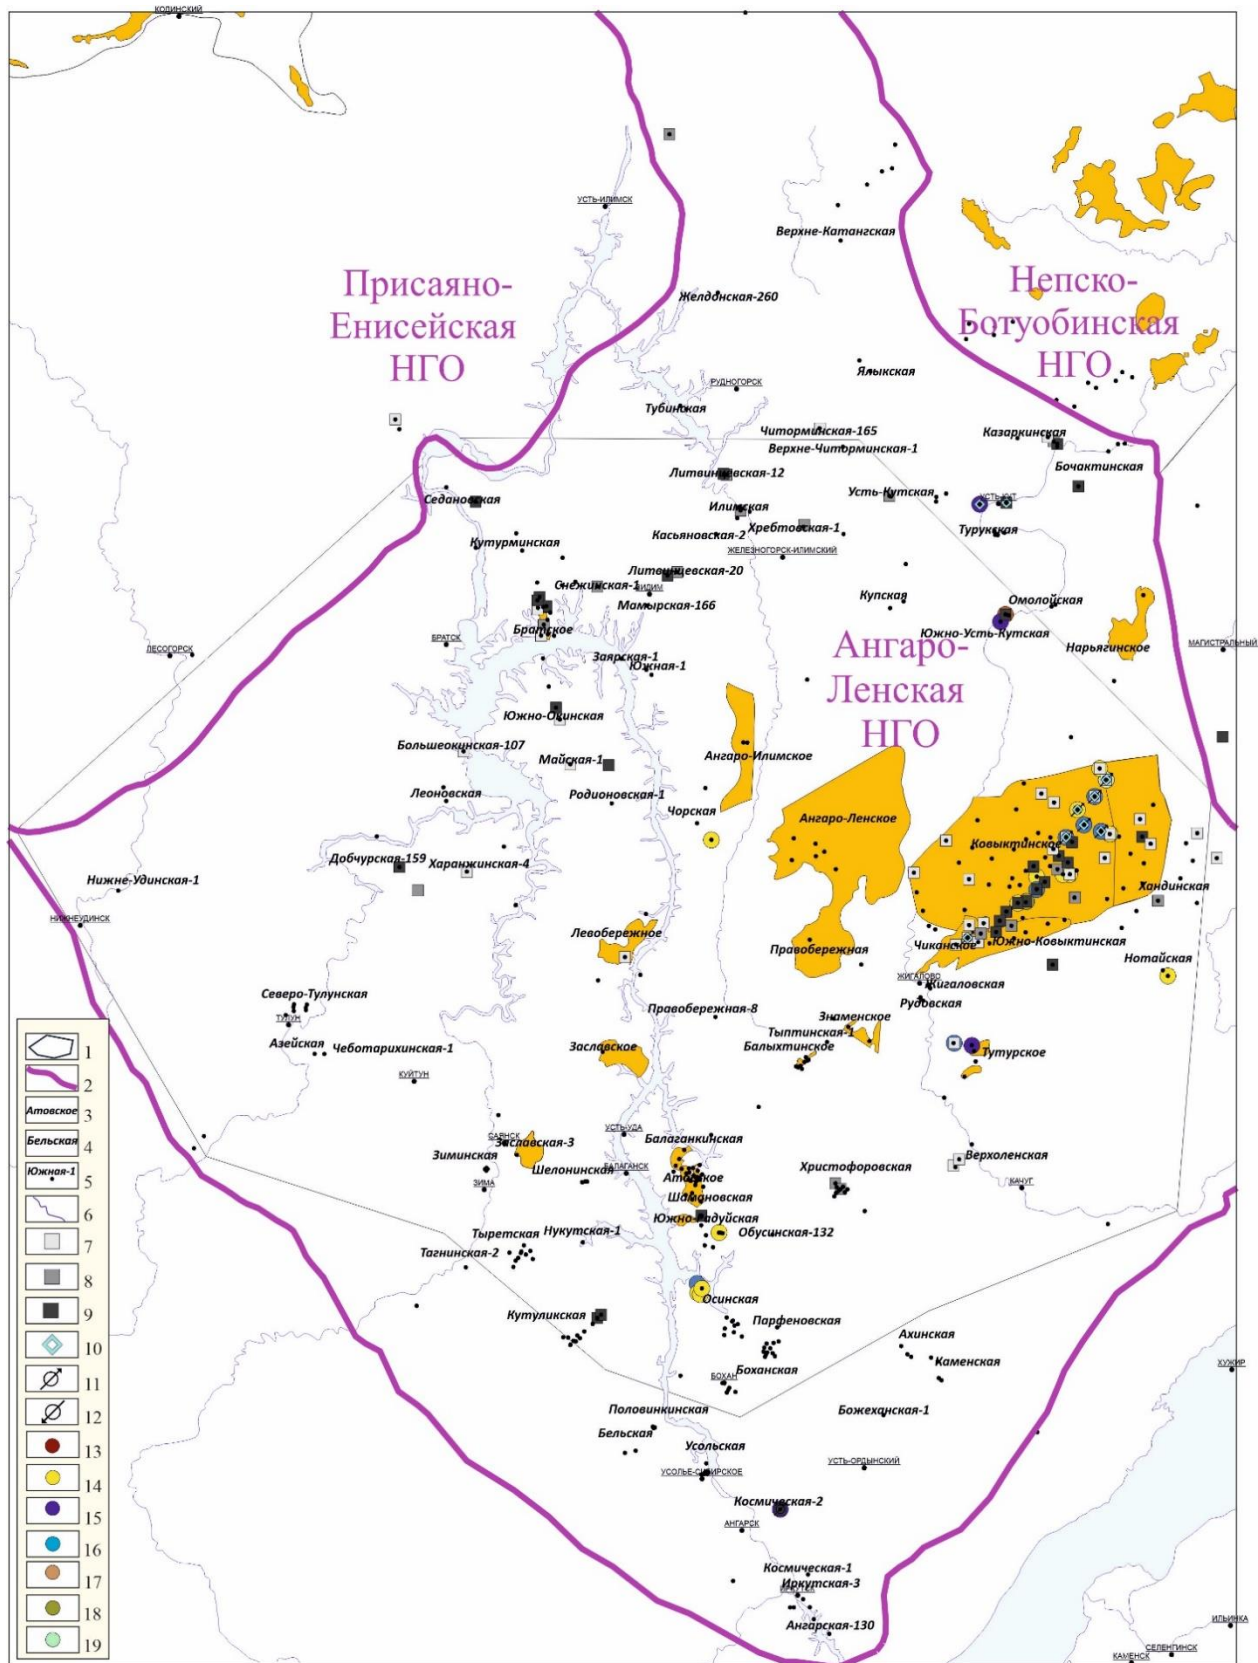 КОДИНСКИЙ
УСТЬ-ИЛИМСК
Верхне-Катангская
Присаяно-
Енисейская
НГО
Непско-
Ботуобинская
НГО
Желдонская-260
Ялыкская
РУДНОГОРСК
Тубинская
Читорминская-165
Верхне-Читорминская-1
Казаркинская
Бочактинская
Литвинцевская-12
Седановская
Усть-Кутская
УСТЬ-КУТ
Илимская
Хребтовская-1
Касьяновская-2
Турукская
Кутурминская
ЖЕЛЕЗНОГОРСК-ИЛИМСКИЙ
Литвинцевская-20
Снежинская-1
ВИДИМ
Мамырская-166
Купская
Омолойская
Южно-Усть-Кутская
Братское
БРАТСК
ЛЕСОГОРСК
Заярская-1
Южная-1
Нарьягинское
МАГИСТРАЛЬНЫЙ
Ангаро-
Ленская
НГО
Южно-Окинская
Большеокинская-107
Майская-1
Ангаро-Илимское
Леоновская
Родионовская-1
Чорская
Ангаро-Ленское
Ковыктинское
Добчурская-159
Харанжинская-4
Нижне-Удинская-1
НИЖНЕУДИНСК
Хандинская
Левобережное
Правобережная
Чиканское
Южно-Ковыктинская
Нотайская
ЖИГАЛОВО
Жигаловская
Рудовская
Северо-Тулунская
ТУЛУН
Правобережная-8
Знаменское
Тыптинская-1
Азейская
Чеботарихинская-1
Заславское
Балыхтинское
Тутурское
КУЙТУН
УСТЬ-УДА
Балаганкинская
САЯНСК
Заславская-3
Зиминская
Шелонинская
БАЛАГАНСК
Атовское
Христофоровская
Верхоленская
ЗИМА
КАЧУГ
Шамановская
Южно-Радуйская
Нукутская-1
Обусинская-132
Тыретская
Тагнинская-2
Осинская
Кутуликская
Парфеновская
Ахинская
Каменская
Боханская
БОХАН
ХУЖИР
Половинкинская
Божеханская-1
Бельская
Усольская
УСОЛЬЕ-СИБИРСКОЕ
УСТЬ-ОРДЫНСКИЙ
Космическая-2
АНГАРСК
Космическая-1
Иркутская-3
Ангарская-130
ИЛЬИНКА
СЕЛЕНГИНСК
КАМЕНСК
1
2
Атовское 3
Бельская 4
Южная-1 5
6
7
8
9
10
11
12
13
14
15
16
17
18
19